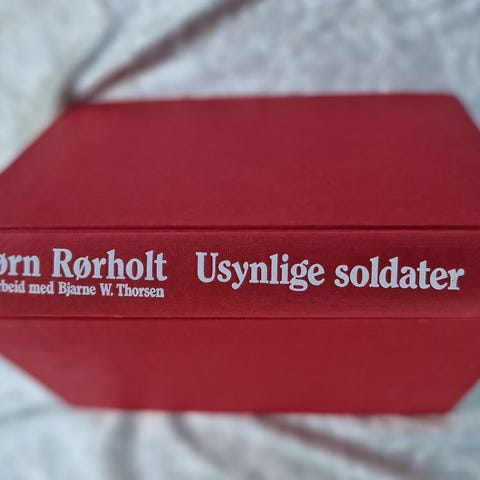 ørn Rørholt
rbeid med Bjarne W. Thorsen
Usynlige soldater